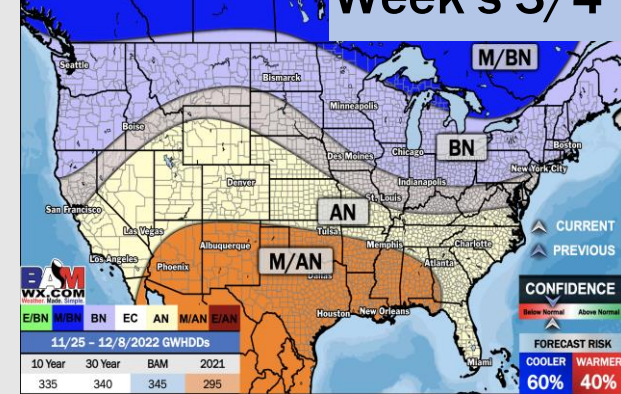 Week's 3/4
M/BN
Seattle
Bismarck
Minneapolis
Boise
BN
Boston
Des Moines
Chicago
New York City
Indianapolis
Denver
St. Louis
San Francisco
AN
CURRENT
Las Vegas
Tulsa
Charlotte
PREVIOUS
Albuquerque
Memphis
Los Angeles
M/AN
Atlanta
Phoenix
Dallas
CONFIDENCE
BAM
WX.COM
Weather. Made. Simple.
Below Normal Above Normal
Houston New Orleans
E/BN M/BN BN EC AN M/AN E/AN
11/25 – 12/8/2022 GWHDDs
FORECAST RISK
10 Year 30 Year BAM 2021
Miami
COOLER WARMER
335 340 345 295
60% 40%